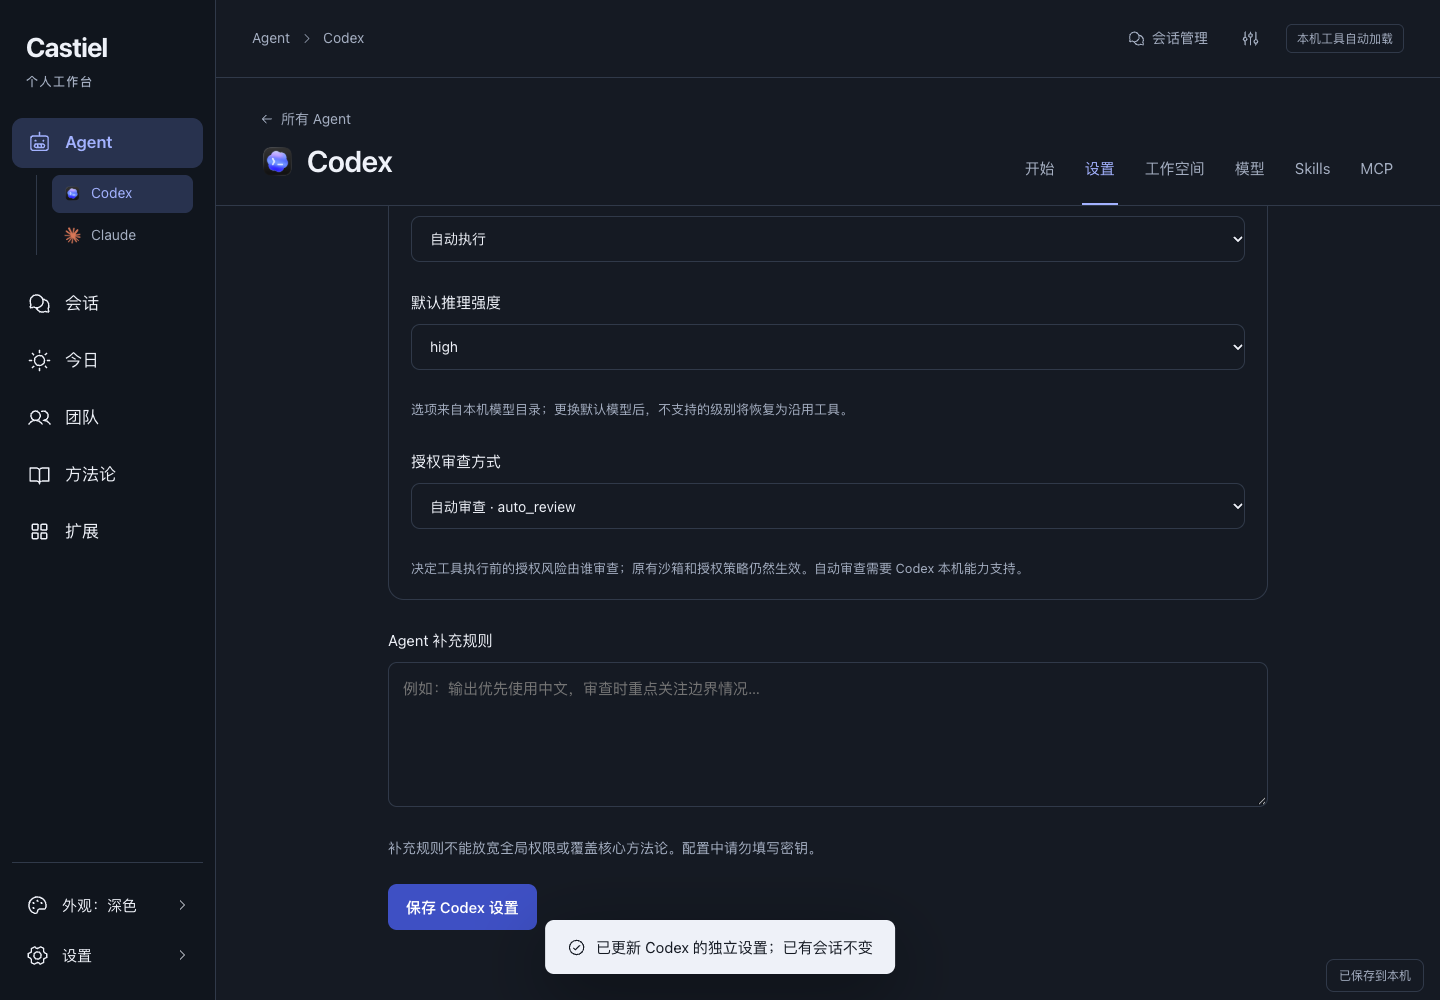 Castiel
个人工作台
Agent
Codex
Claude
会话
今日
团队
方法论
扩展
外观：深色
设置
Agent > Codex
会话管理
本机工具自动加载
← 所有 Agent
Codex
开始
设置
工作空间
模型
Skills
MCP
自动执行
默认推理强度
high
选项来自本机模型目录；更换默认模型后，不支持的级别将恢复为沿用工具。
授权审查方式
自动审查 · auto_review
决定工具执行前的授权风险由谁审查；原有沙箱和授权策略仍然生效。自动审查需要 Codex 本机能力支持。
Agent 补充规则
例如：输出优先使用中文，审查时重点关注边界情况...
补充规则不能放宽全局权限或覆盖核心方法论。配置中请勿填写密钥。
保存 Codex 设置
已更新 Codex 的独立设置；已有会话不变
已保存到本机